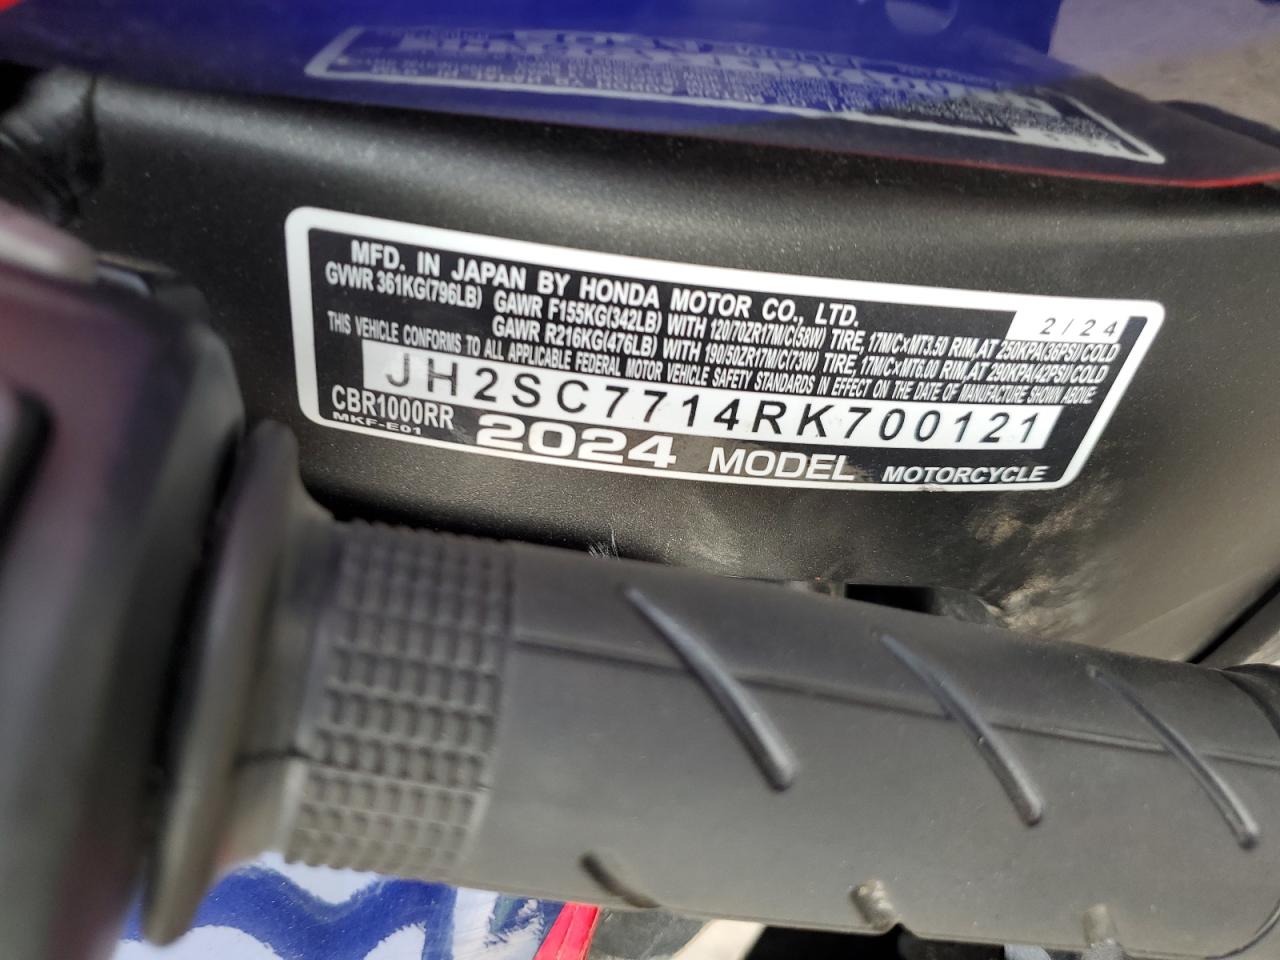 MFD. IN JAPAN BY HONDA MOTOR CO., LTD. 2/24
GVWR 361KG(796LB) GAWR F155KG(342LB) WITH 120/70ZR17M/C(58W) TIRE, 17M/C×MT3.50 RIM, AT 250KPA(36PSI) COLD
GAWR R216KG(476LB) WITH 190/50ZR17M/C(73W) TIRE, 17M/C×MT6.00 RIM, AT 290KPA(42PSI) COLD
THIS VEHICLE CONFORMS TO ALL APPLICABLE FEDERAL MOTOR VEHICLE SAFETY STANDARDS IN EFFECT ON THE DATE OF MANUFACTURE SHOWN ABOVE.
JH2SC7714RK700121
CBR1000RR 2024 MODEL MOTORCYCLE
MKF-E01